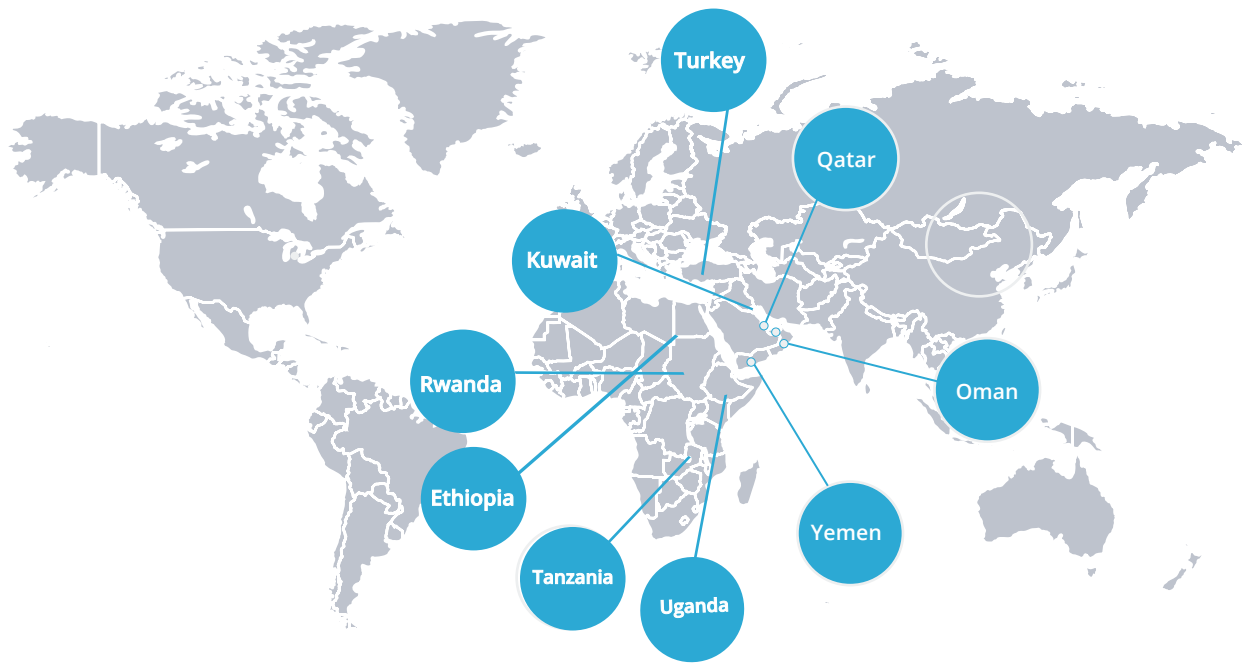 Turkey
Qatar
Kuwait
Rwanda
Oman
Ethiopia
Yemen
Tanzania
Uganda